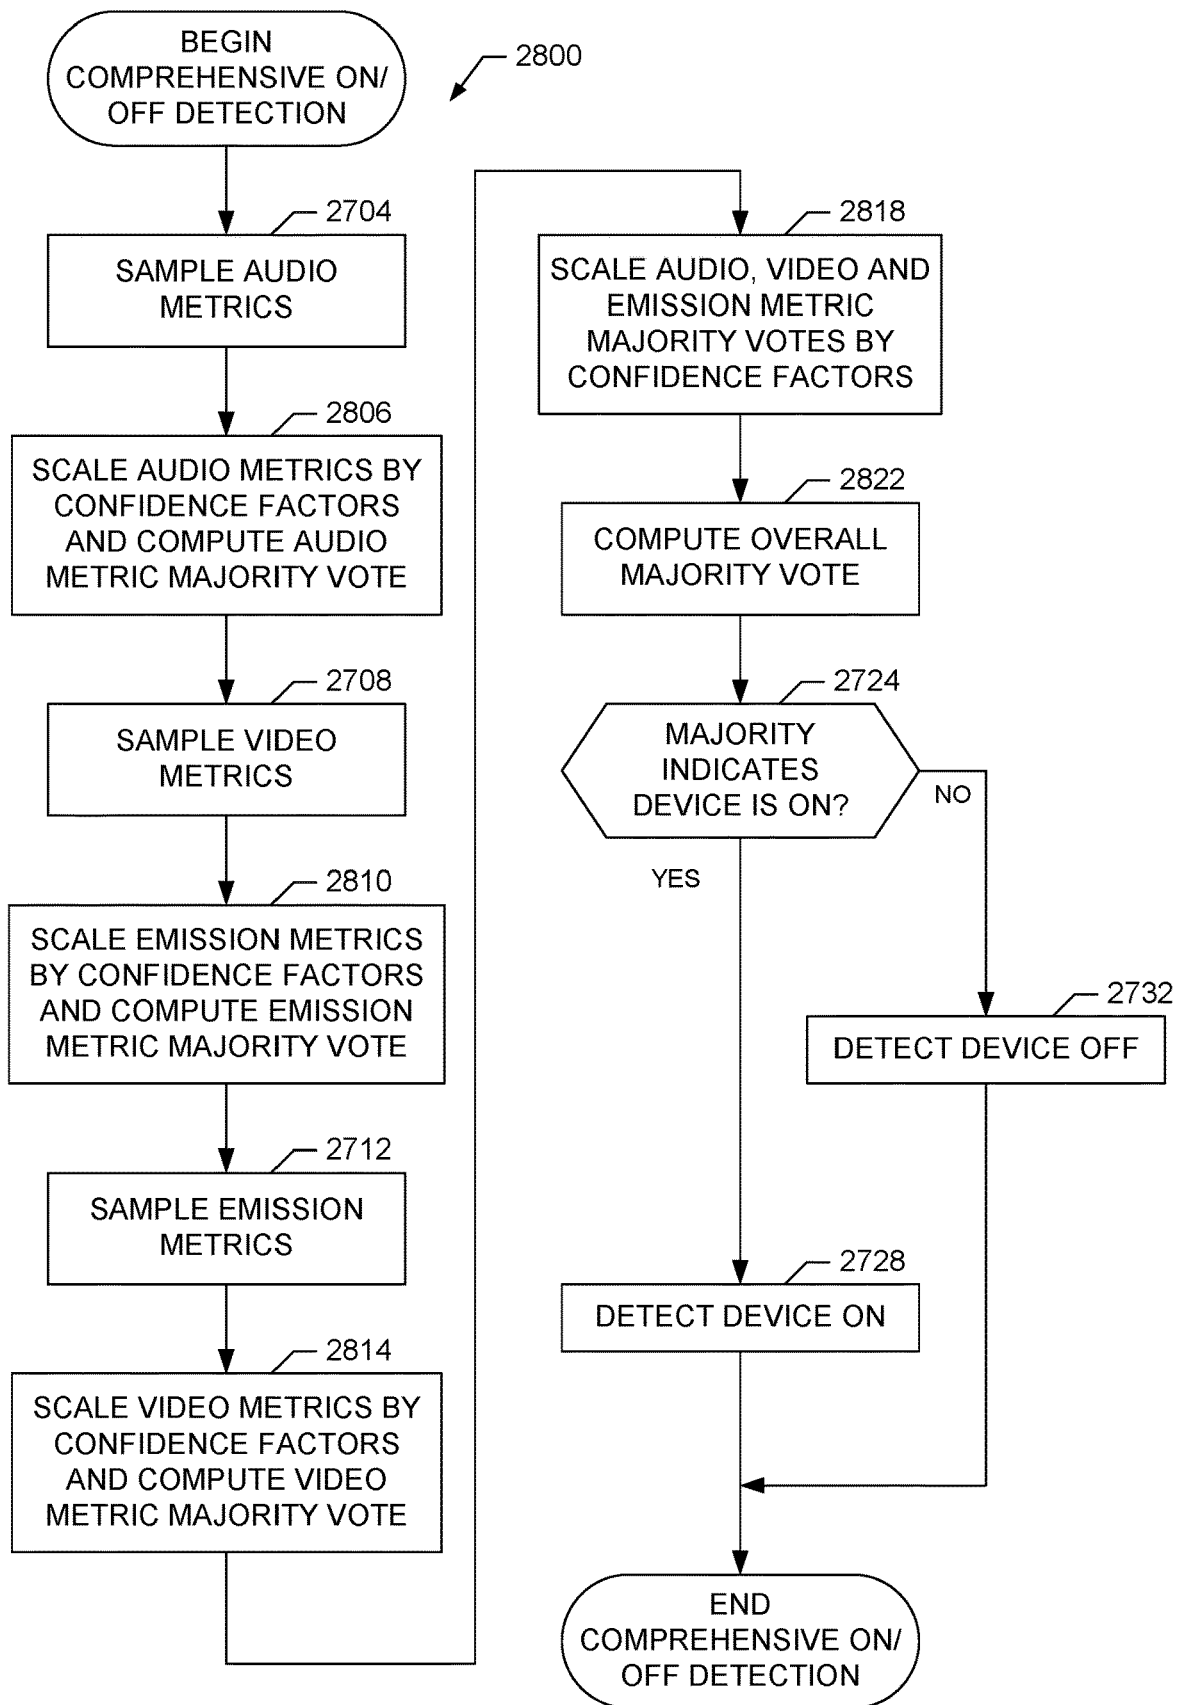 BEGIN
COMPREHENSIVE ON/
OFF DETECTION
2800
2704
SAMPLE AUDIO
METRICS
2806
SCALE AUDIO METRICS BY
CONFIDENCE FACTORS
AND COMPUTE AUDIO
METRIC MAJORITY VOTE
2708
SAMPLE VIDEO
METRICS
2810
SCALE EMISSION METRICS
BY CONFIDENCE FACTORS
AND COMPUTE EMISSION
METRIC MAJORITY VOTE
2712
SAMPLE EMISSION
METRICS
2814
SCALE VIDEO METRICS BY
CONFIDENCE FACTORS
AND COMPUTE VIDEO
METRIC MAJORITY VOTE
2818
SCALE AUDIO, VIDEO AND
EMISSION METRIC
MAJORITY VOTES BY
CONFIDENCE FACTORS
2822
COMPUTE OVERALL
MAJORITY VOTE
2724
MAJORITY
INDICATES
DEVICE IS ON?
NO
YES
2732
DETECT DEVICE OFF
2728
DETECT DEVICE ON
END
COMPREHENSIVE ON/
OFF DETECTION